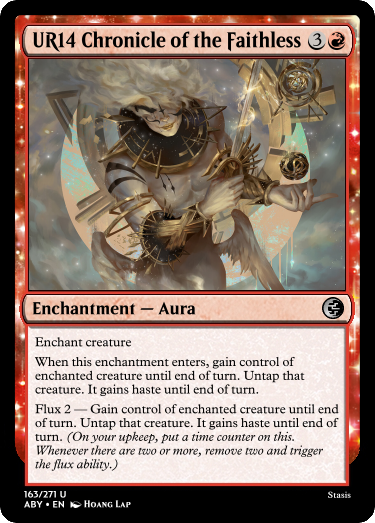 UR14 Chronicle of the Faithless 3
Enchantment — Aura
Enchant creature
When this enchantment enters, gain control of
enchanted creature until end of turn. Untap that
creature. It gains haste until end of turn.
Flux 2 — Gain control of enchanted creature until end
of turn. Untap that creature. It gains haste until end of
turn. (On your upkeep, put a time counter on this.
Whenever there are two or more, remove two and trigger
the flux ability.)
163/271 U
Stasis
ABY • EN Hoang Lap